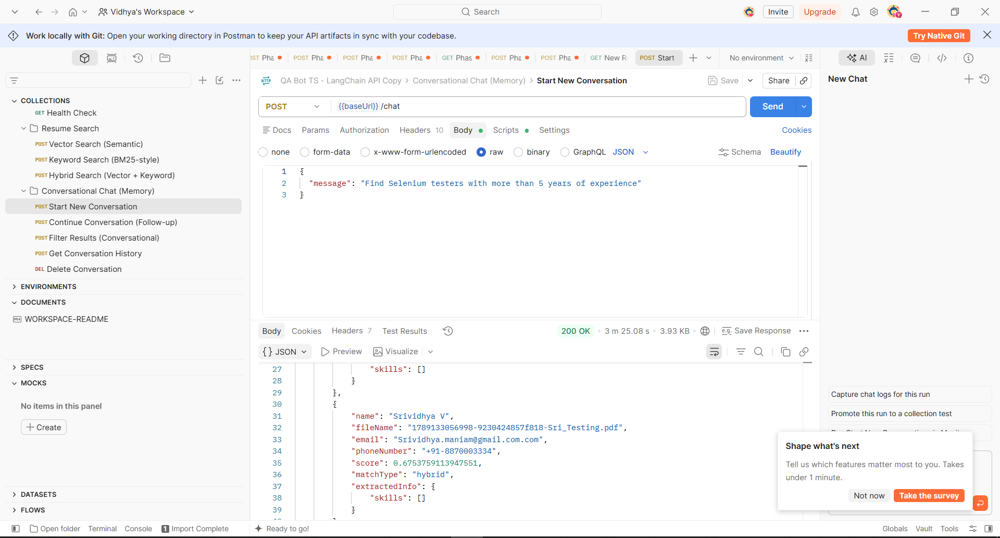 Vidhya's Workspace
Search
Invite
Upgrade
Work locally with Git: Open your working directory in Postman to keep your API artifacts in sync with your codebase.
Try Native Git
POST Pha
POST Pha
POST Pha
GET Phas
POST Pha
POST Pha
GET New R
POST Start
No environment
AI
HTTP QA Bot TS - LangChain API Copy > Conversational Chat (Memory) > Start New Conversation
Save
Share
New Chat
COLLECTIONS
GET Health Check
Resume Search
POST Vector Search (Semantic)
POST Keyword Search (BM25-style)
POST Hybrid Search (Vector + Keyword)
Conversational Chat (Memory)
POST Start New Conversation
POST Continue Conversation (Follow-up)
POST Filter Results (Conversational)
POST Get Conversation History
DEL Delete Conversation
ENVIRONMENTS
DOCUMENTS
WORKSPACE-README
SPECS
MOCKS
No items in this panel
Create
DATASETS
FLOWS
POST
{{baseUrl}} /chat
Send
Docs
Params
Authorization
Headers 10
Body
Scripts
Settings
Cookies
none
form-data
x-www-form-urlencoded
raw
binary
GraphQL
JSON
Schema
Beautify
1 {
2 "message": "Find Selenium testers with more than 5 years of experience"
3 }
Body
Cookies
Headers 7
Test Results
200 OK
3 m 25.08 s
3.93 KB
e.g. Save Response
{} JSON
Preview
Visualize
27 "skills": []
28 }
29 },
30 {
31 "name": "Srividhya V",
32 "fileName": "1789133056998-9230424857f818-Sri_Testing.pdf",
33 "email": "Srividhya.maniam@gmail.com.com",
34 "phoneNumber": "+91-8870003334",
35 "score": 0.6753759113947551,
36 "matchType": "hybrid",
37 "extractedInfo": {
38 "skills": []
39 }
Capture chat logs for this run
Promote this run to a collection test
Shape what's next
Tell us which features matter most to you. Takes
under 1 minute.
Not now
Take the survey
Open folder
Terminal
Console
1 Import Complete
Ready to go!
Globals
Vault
Tools